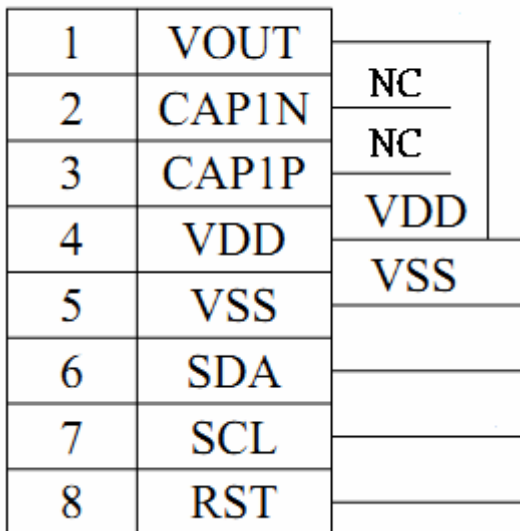 1 VOUT
NC
2 CAP1N
NC
3 CAP1P
VDD
4 VDD
VSS
5 VSS
6 SDA
7 SCL
8 RST